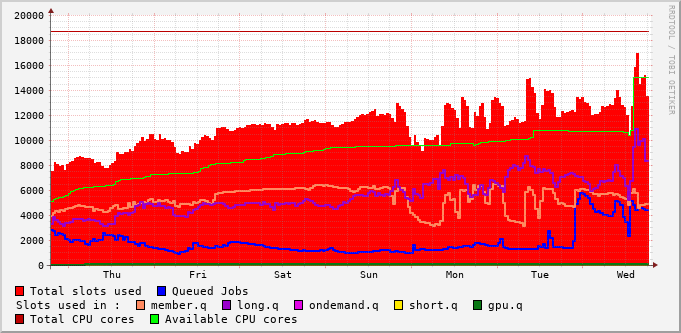 RRDTOOL / TOBI OETIKER
20000
18000
16000
14000
12000
10000
8000
6000
4000
2000
0
Thu Fri Sat Sun Mon Tue Wed
Total slots used Queued Jobs
Slots used in : member.q long.q ondemand.q short.q gpu.q
Total CPU cores Available CPU cores